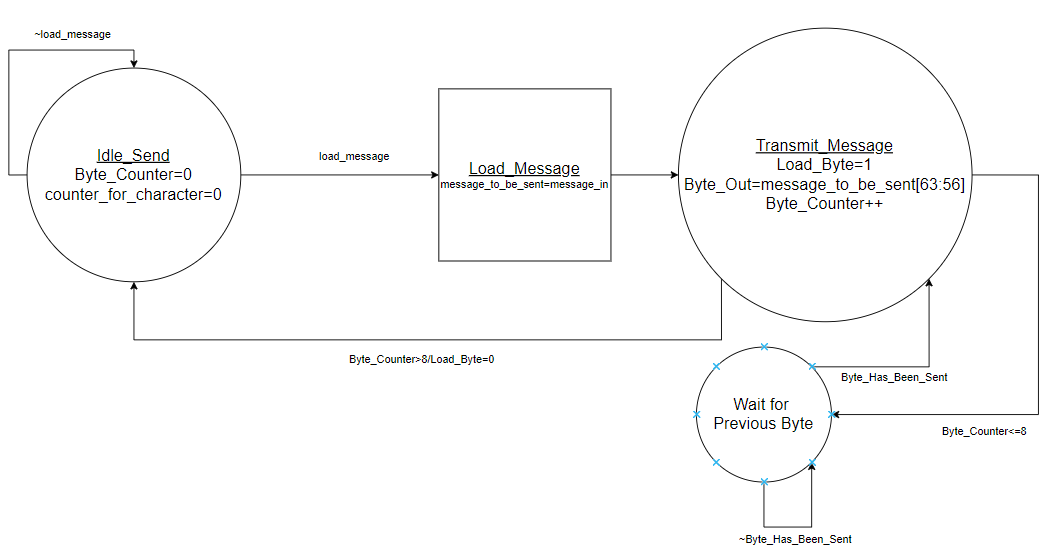 ~load_message
Idle_Send
Byte_Counter=0
counter_for_character=0
load_message
Load_Message
message_to_be_sent=message_in
Transmit_Message
Load_Byte=1
Byte_Out=message_to_be_sent[63:56]
Byte_Counter++
Byte_Counter>8/Load_Byte=0
Byte_Has_Been_Sent
Wait for
Previous Byte
Byte_Counter<=8
~Byte_Has_Been_Sent